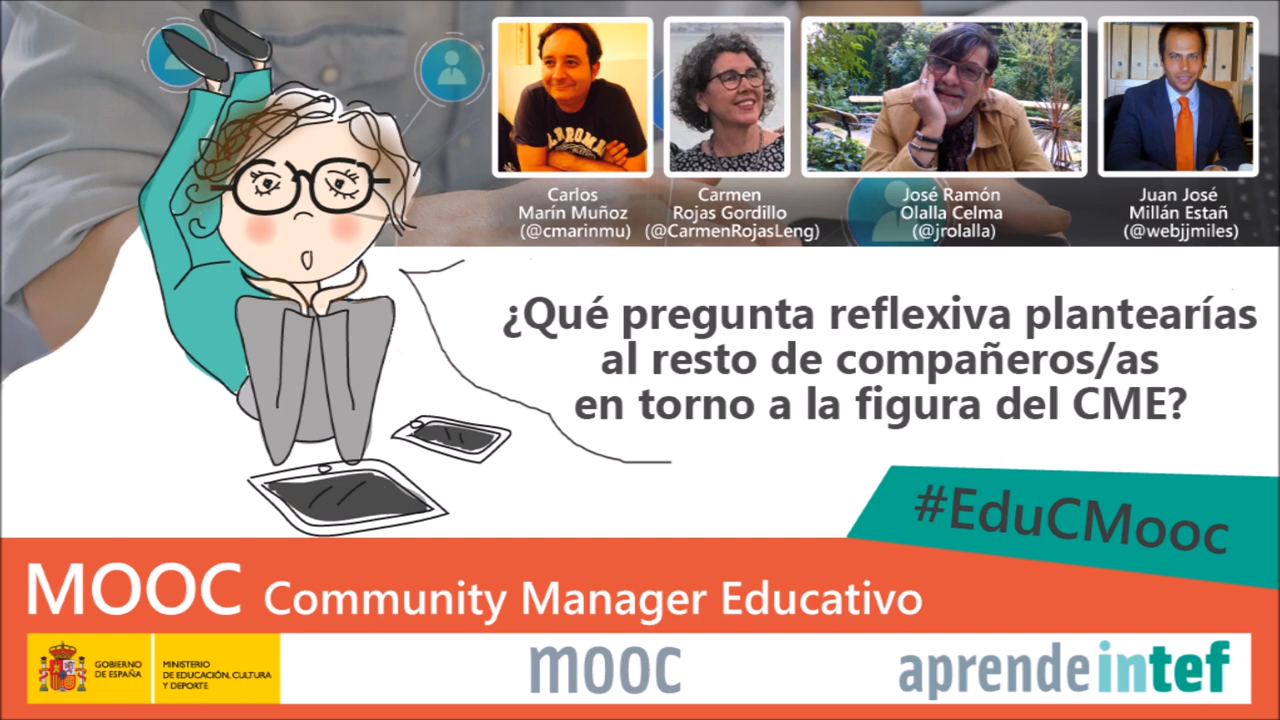 Carlos
Marín Muñoz
(@cmarinmu)
Carmen
Rojas Gordillo
(@CarmenRojasLeng)
José Ramón
Olalla Celma
(@jrolalla)
Juan José
Millán Estañ
(@webjjmiles)
¿Qué pregunta reflexiva plantearías
al resto de compañeros/as
en torno a la figura del CME?
#EduCMooc
MOOC Community Manager Educativo
GOBIERNO
DE ESPAÑA
MINISTERIO
DE EDUCACIÓN, CULTURA
Y DEPORTE
mooc
aprendeintef